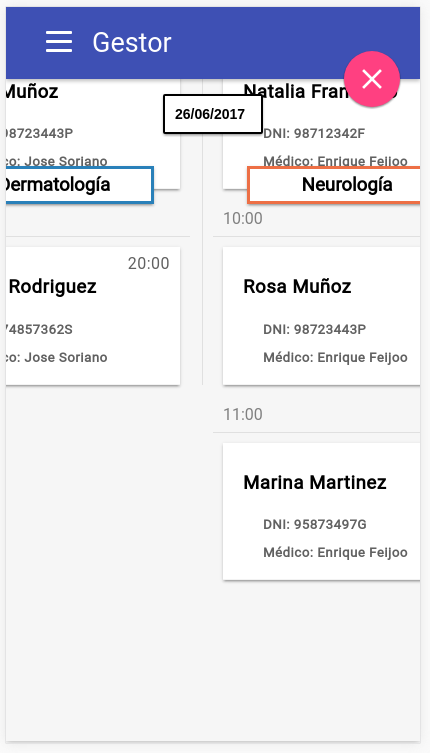 Gestor
Muñoz
98723443P
co: Jose Soriano
Dermatología
20:00
Rodriguez
74857362S
co: Jose Soriano
26/06/2017
Natalia Fran
DNI: 98712342F
Médico: Enrique Feijoo
Neurología
10:00
Rosa Muñoz
DNI: 98723443P
Médico: Enrique Feijoo
11:00
Marina Martinez
DNI: 95873497G
Médico: Enrique Feijoo